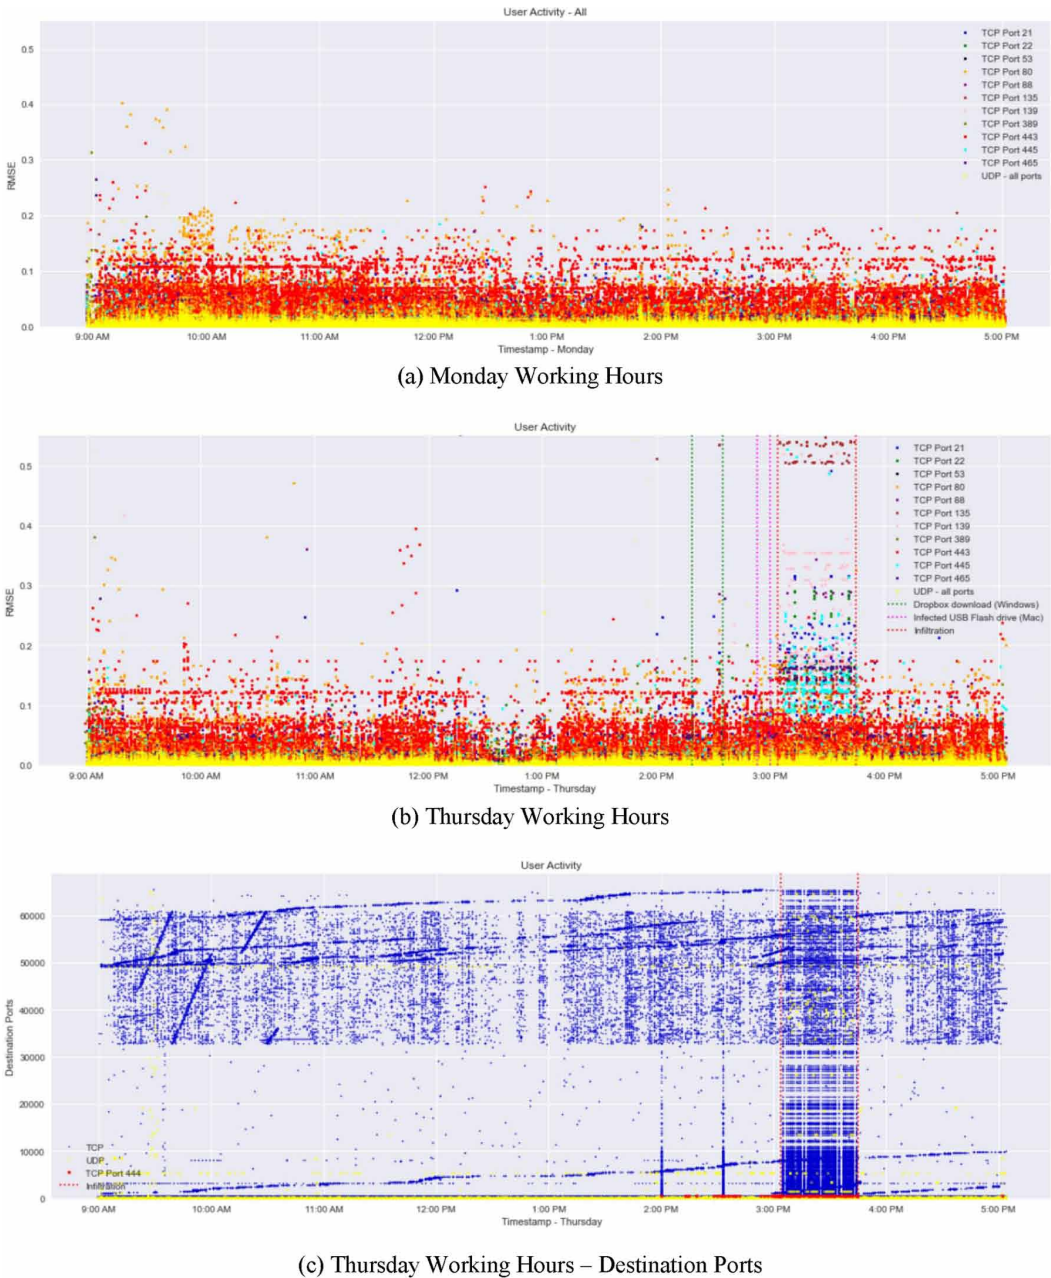 User Activity - All
0.5
0.4
0.3
0.2
0.1
0.0
RMSE
TCP Port 21
TCP Port 22
TCP Port 53
TCP Port 80
TCP Port 88
TCP Port 135
TCP Port 139
TCP Port 389
TCP Port 443
TCP Port 445
TCP Port 465
UDP - all ports
9:00 AM 10:00 AM 11:00 AM 12:00 PM 1:00 PM 2:00 PM 3:00 PM 4:00 PM 5:00 PM
Timestamp - Monday
(a) Monday Working Hours
User Activity
0.5
0.4
0.3
0.2
0.1
0.0
RMSE
TCP Port 21
TCP Port 22
TCP Port 53
TCP Port 80
TCP Port 88
TCP Port 135
TCP Port 139
TCP Port 389
TCP Port 443
TCP Port 445
TCP Port 465
UDP - all ports
Dropbox download (Windows)
Infected USB Flash drive (Mac)
Infiltration
9:00 AM 10:00 AM 11:00 AM 12:00 PM 1:00 PM 2:00 PM 3:00 PM 4:00 PM 5:00 PM
Timestamp - Thursday
(b) Thursday Working Hours
User Activity
60000
50000
40000
30000
20000
10000
0
Destination Ports
TCP
UDP
TCP Port 444
Infiltration
9:00 AM 10:00 AM 11:00 AM 12:00 PM 1:00 PM 2:00 PM 3:00 PM 4:00 PM 5:00 PM
Timestamp - Thursday
(c) Thursday Working Hours – Destination Ports